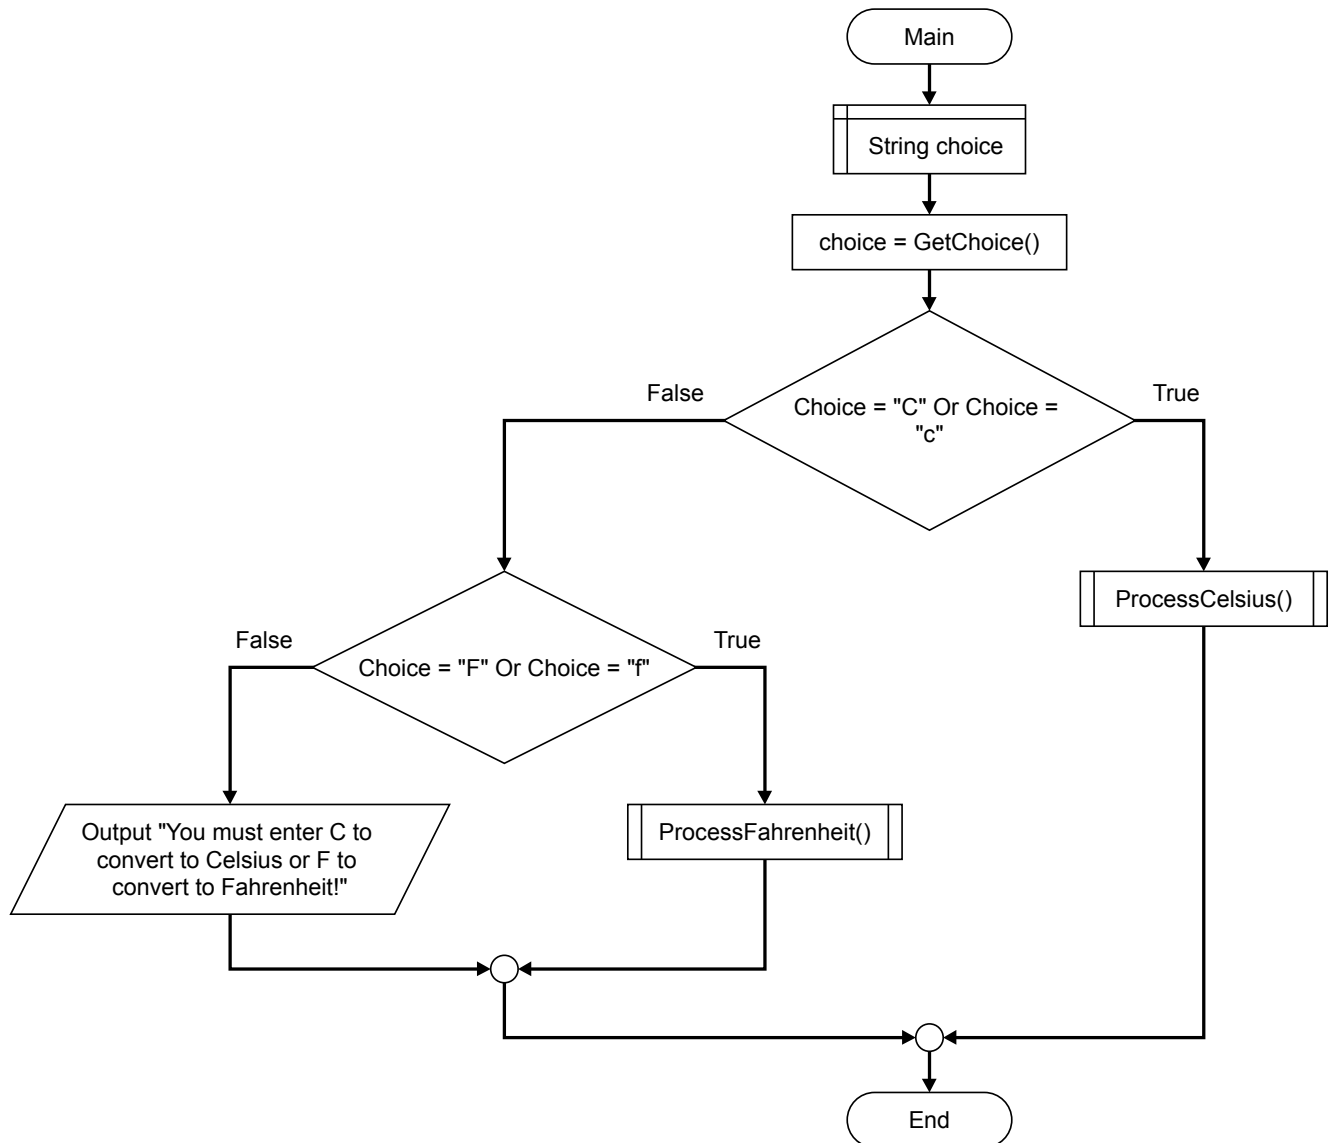 Main
String choice
choice = GetChoice()
False
True
Choice = "C" Or Choice =
"c"
ProcessCelsius()
False
True
Choice = "F" Or Choice = "f"
Output "You must enter C to
convert to Celsius or F to
convert to Fahrenheit!"
ProcessFahrenheit()
End